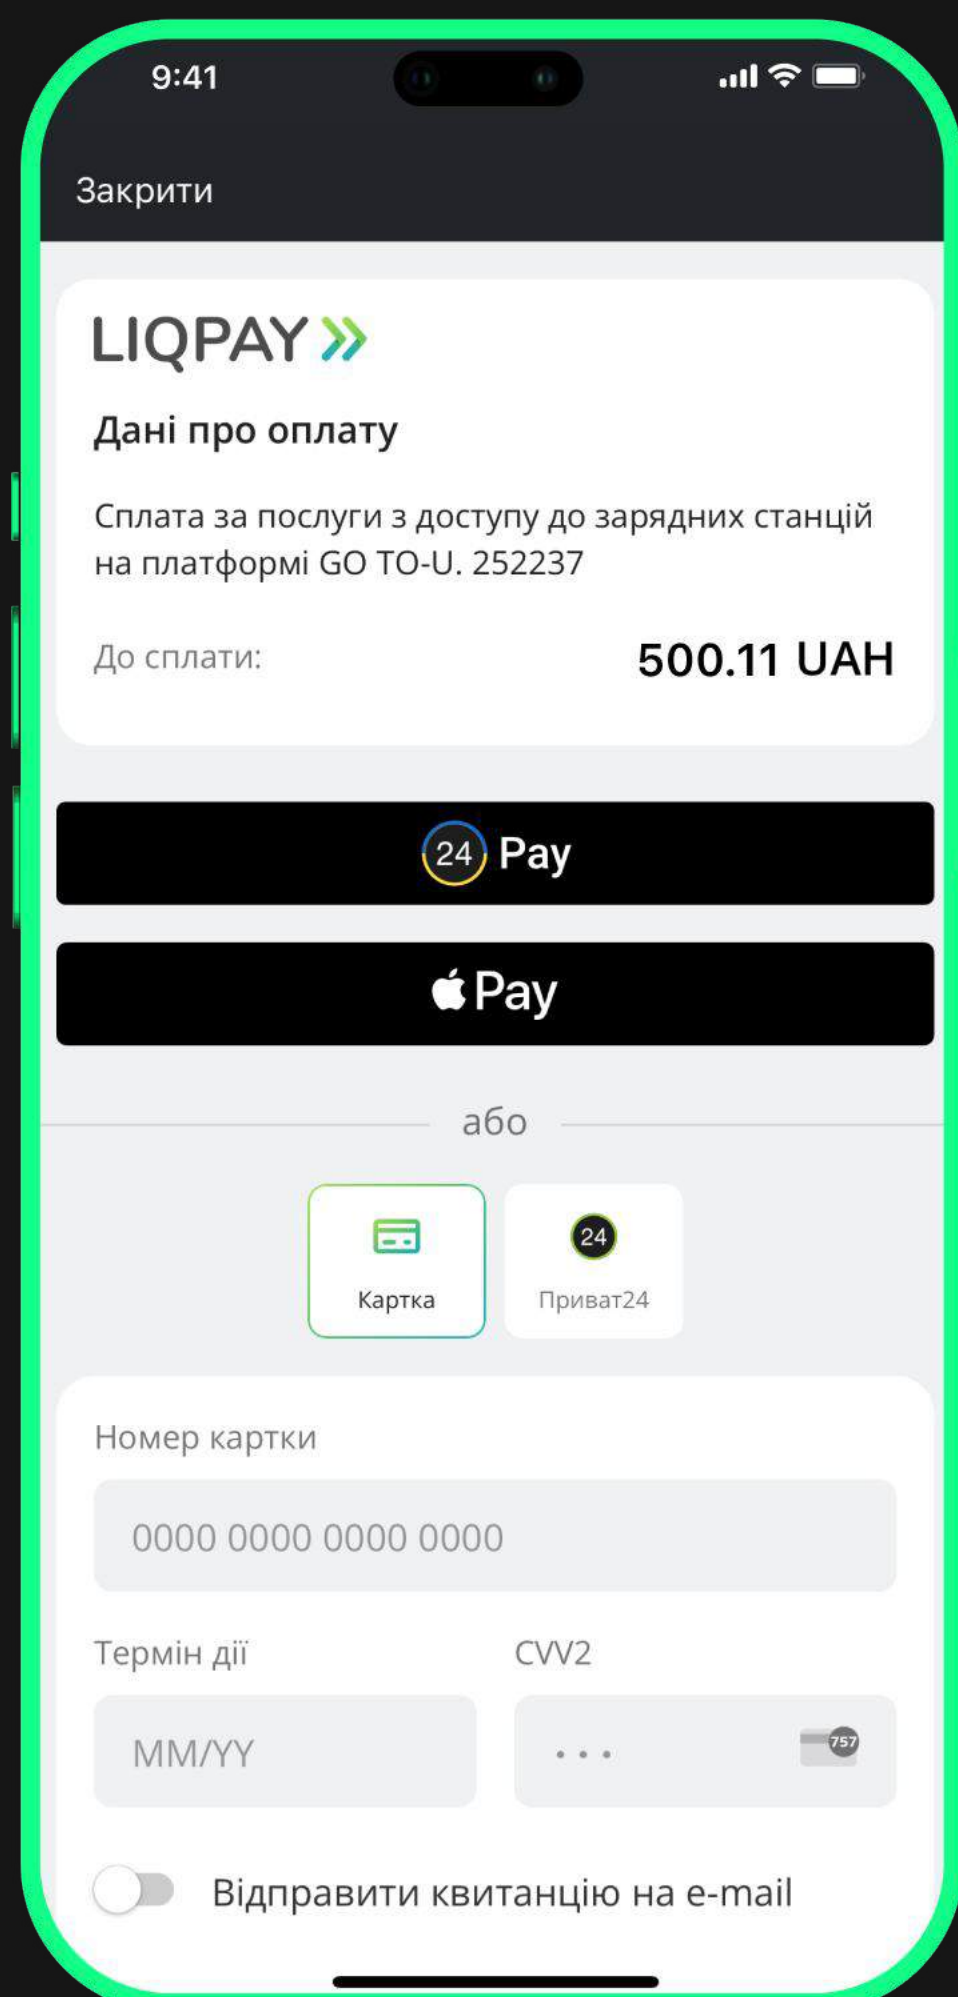 9:41
Закрити
LIQPAY
Дані про оплату
Сплата за послуги з доступу до зарядних станцій
на платформі GO TO-U. 252237
До сплати: 500.11 UAH
24 Pay
Pay
або
24
Картка Приват24
Номер картки
0000 0000 0000 0000
Термін дії CVV2
MM/YY 757
Відправити квитанцію на e-mail